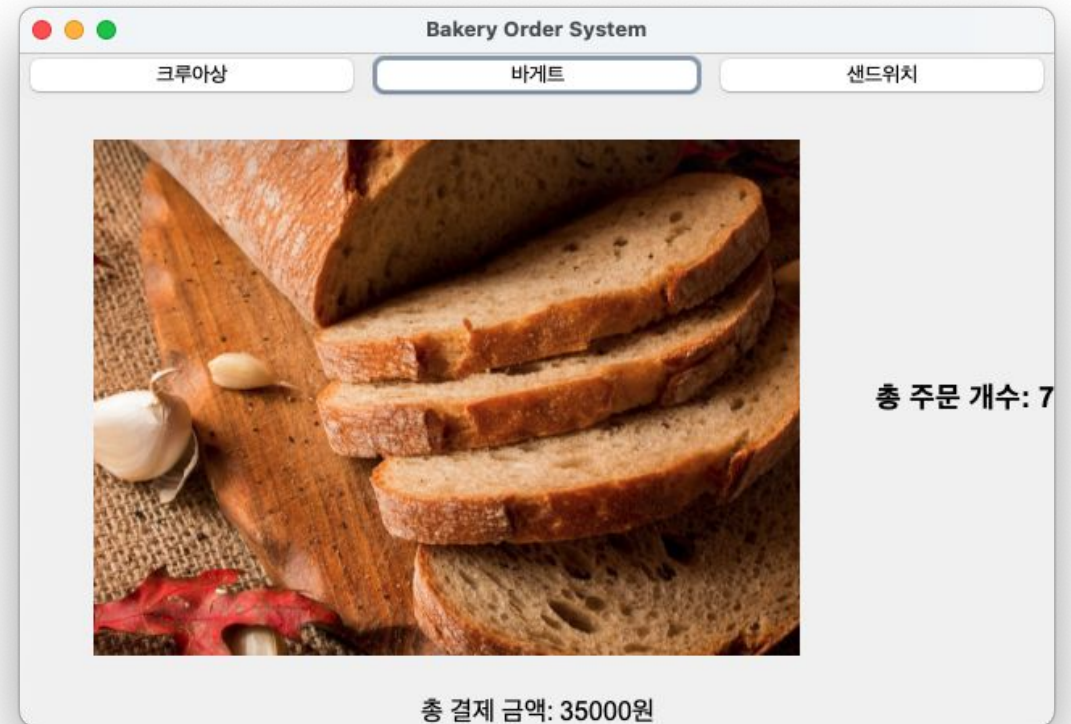 Bakery Order System
크루아상
바게트
샌드위치
총 주문 개수: 7
총 결제 금액: 35000원